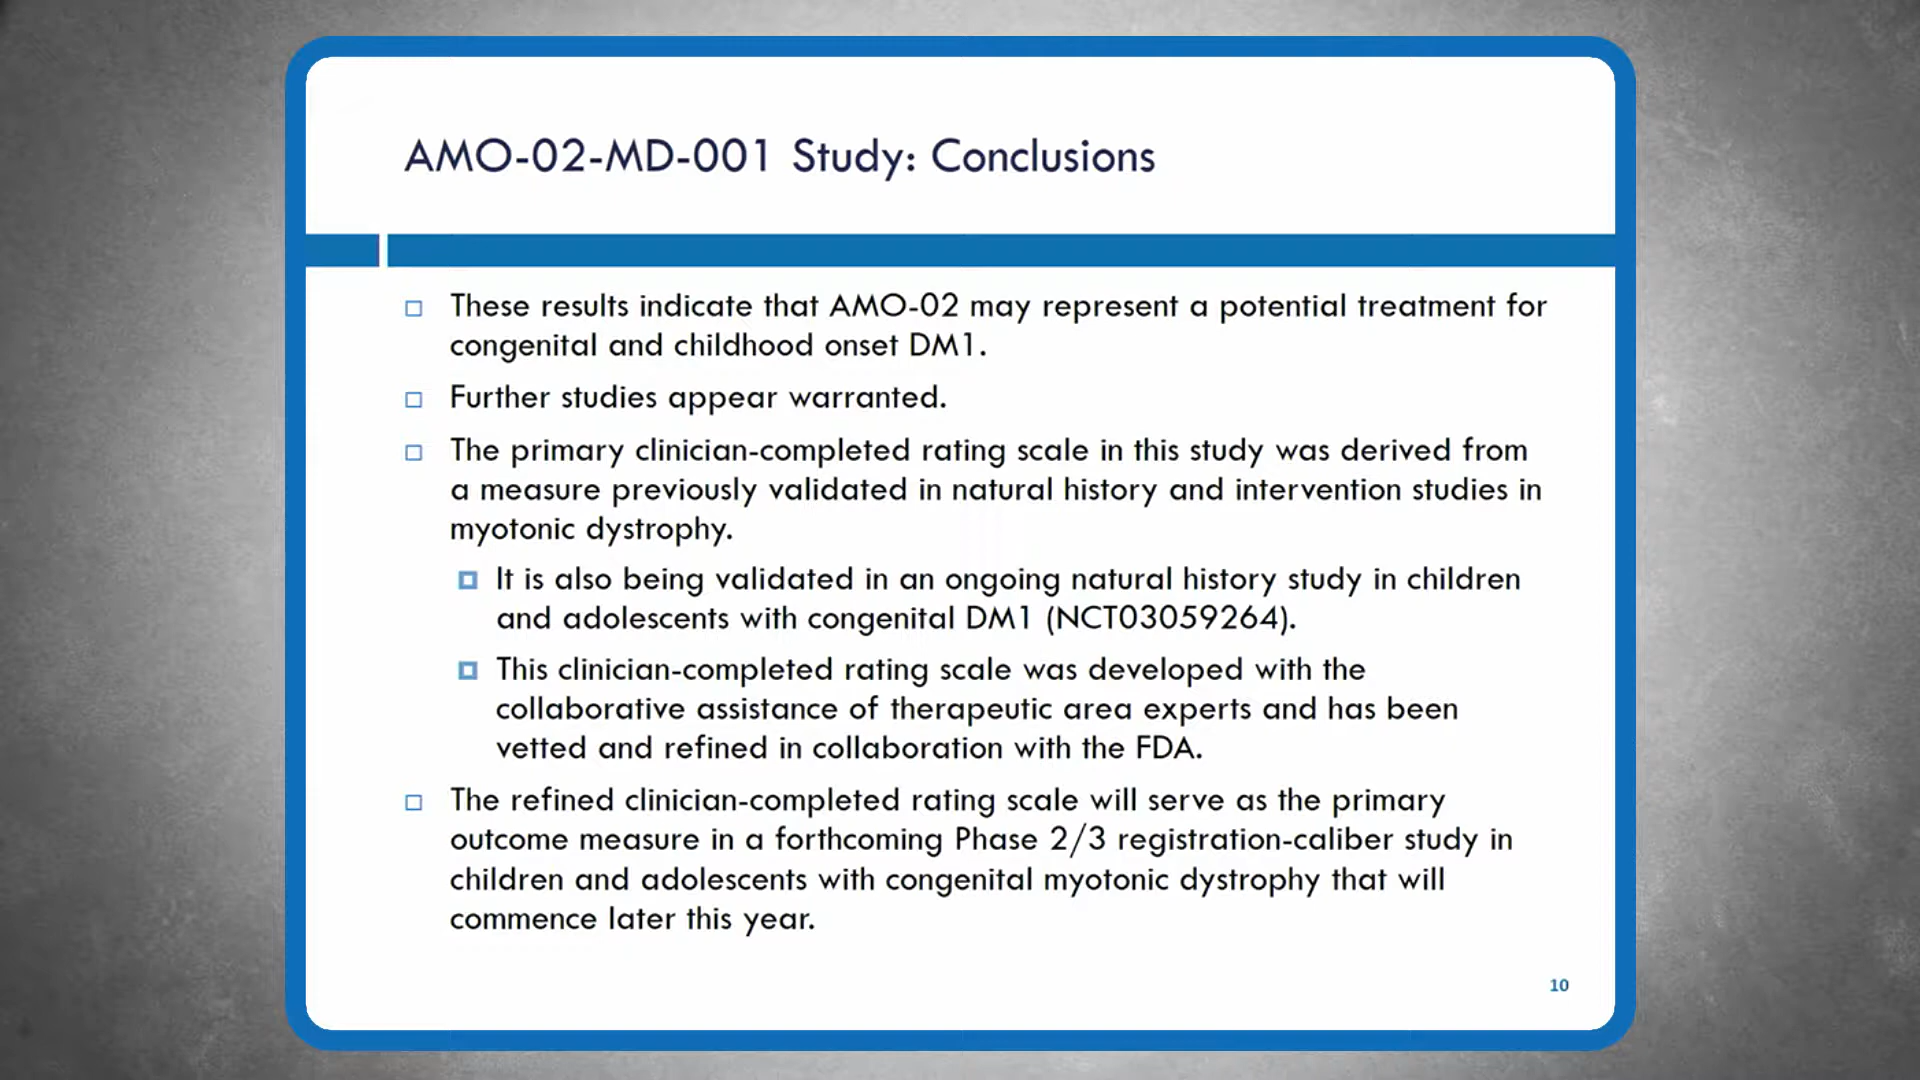 AMO-02-MD-001 Study: Conclusions
These results indicate that AMO-02 may represent a potential treatment for
congenital and childhood onset DM1.
Further studies appear warranted.
The primary clinician-completed rating scale in this study was derived from
a measure previously validated in natural history and intervention studies in
myotonic dystrophy.
It is also being validated in an ongoing natural history study in children
and adolescents with congenital DM1 (NCT03059264).
This clinician-completed rating scale was developed with the
collaborative assistance of therapeutic area experts and has been
vetted and refined in collaboration with the FDA.
The refined clinician-completed rating scale will serve as the primary
outcome measure in a forthcoming Phase 2/3 registration-caliber study in
children and adolescents with congenital myotonic dystrophy that will
commence later this year.
10